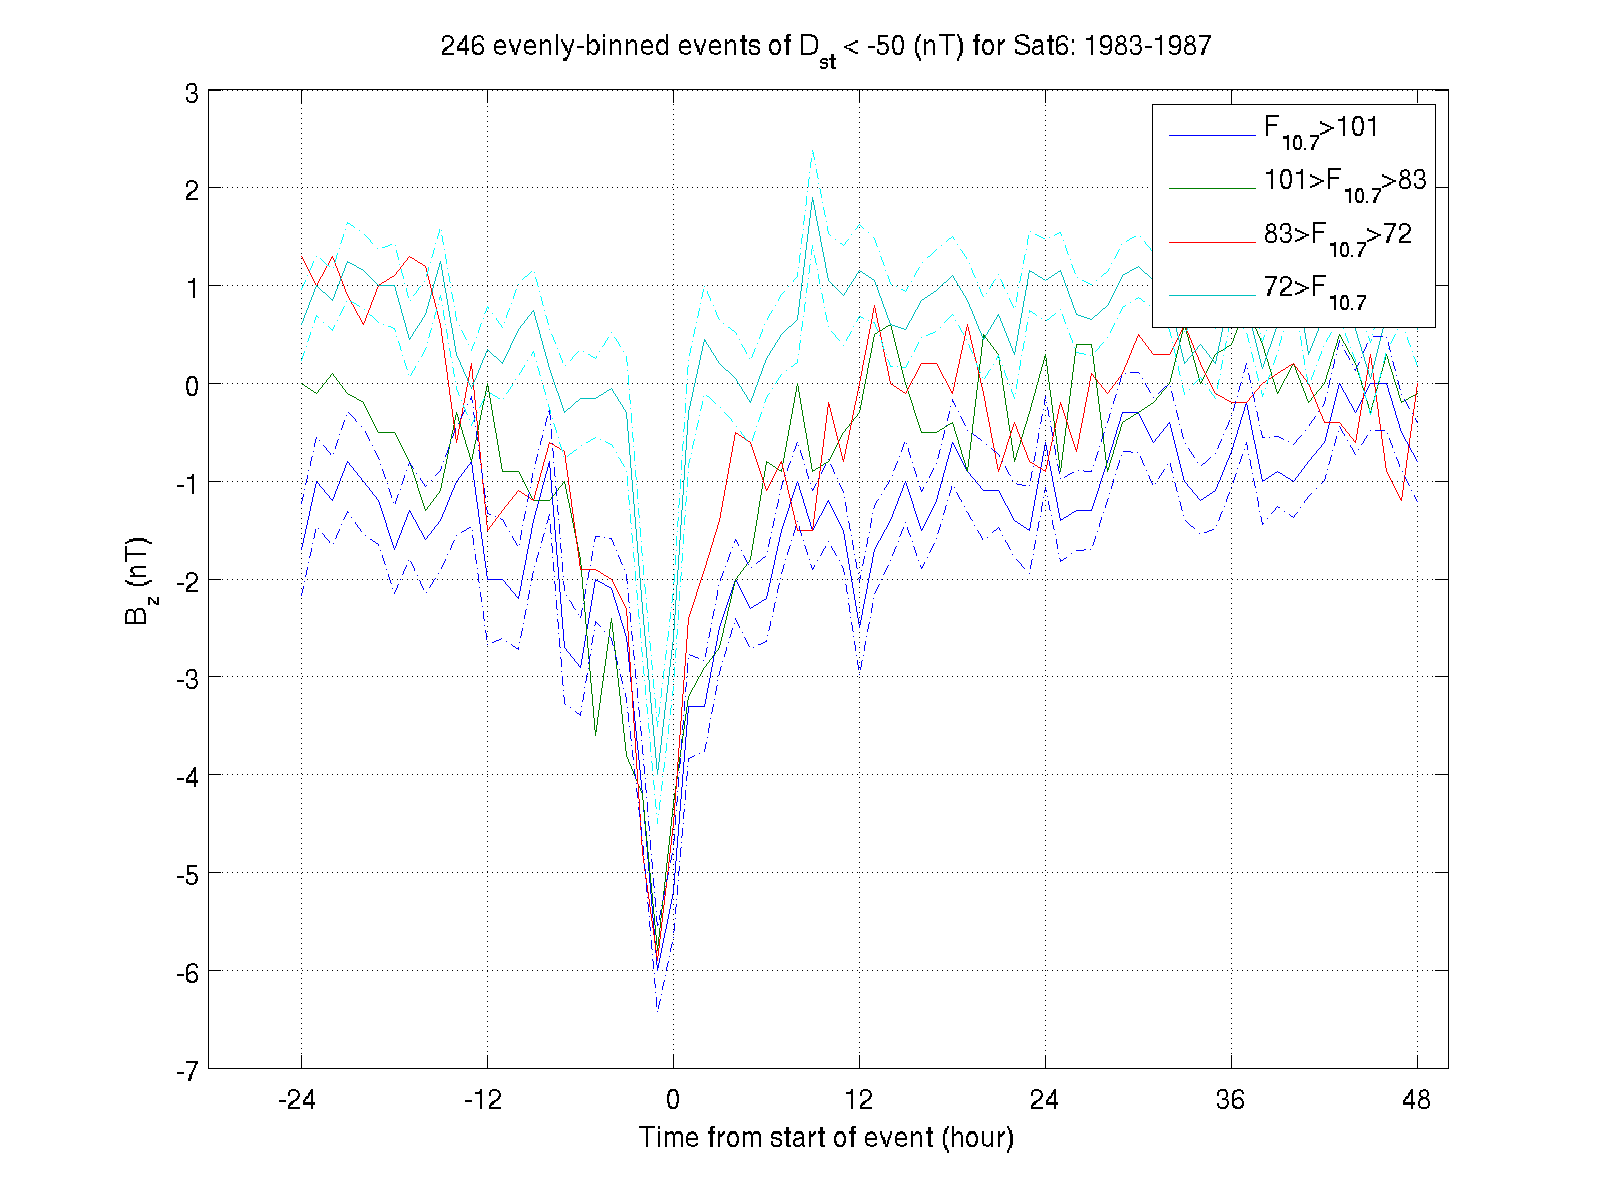 246 evenly-binned events of Dst < -50 (nT) for Sat6: 1983-1987
3
2
1
0
-1
-2
-3
-4
-5
-6
-7
Bz (nT)
F10.7>101
101>F10.7>83
83>F10.7>72
72>F10.7
-24 -12 0 12 24 36 48
Time from start of event (hour)